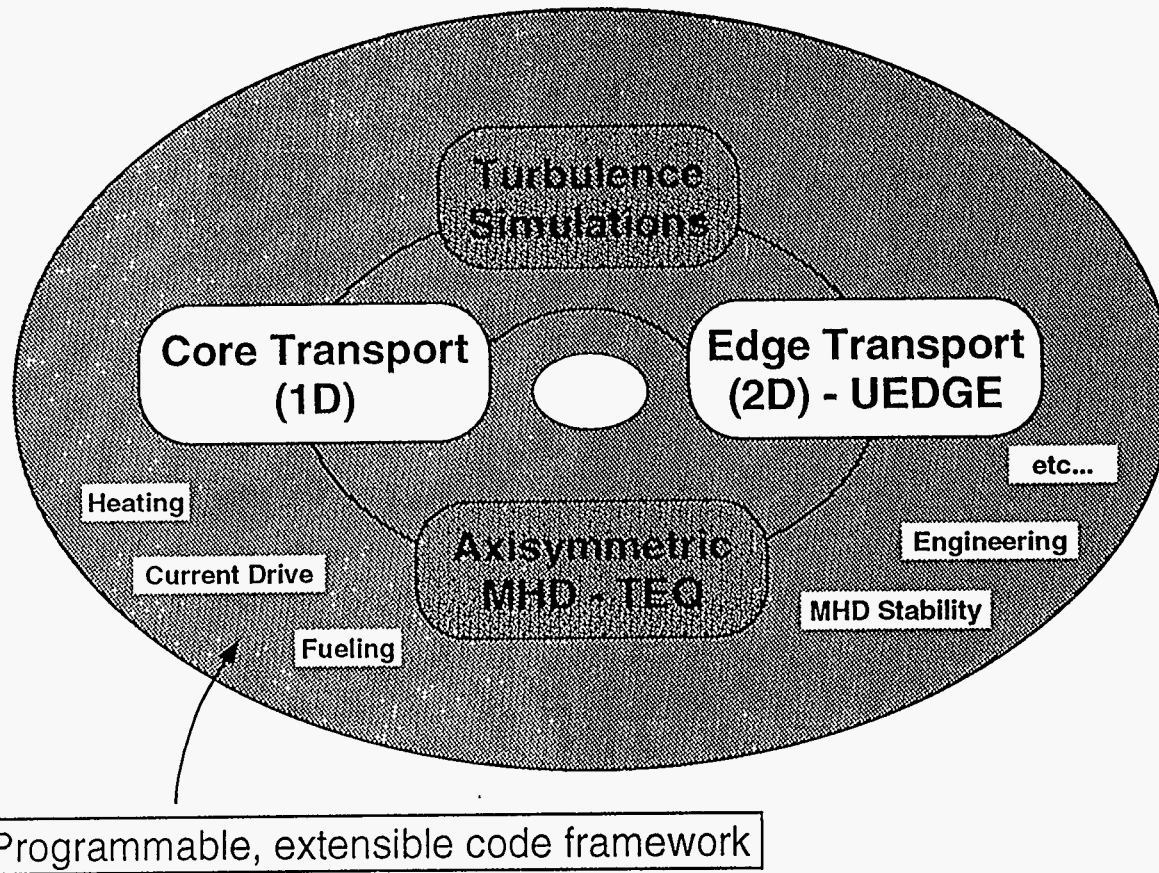 Turbulence
Simulations
Core Transport
(1D)
Edge Transport
(2D) - UEDGE
etc...
Heating
Engineering
Current Drive
Axisymmetric
MHD - TEQ
MHD Stability
Fueling
Programmable, extensible code framework